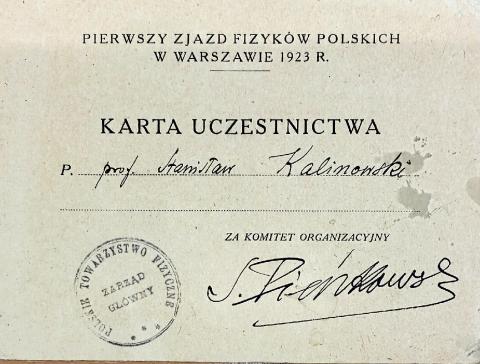 PIERWSZY ZJAZD FIZYKÓW POLSKICH
W WARSZAWIE 1923 R.
KARTA UCZESTNICTWA
P. prof. Stanisław Kalinowski
ZA KOMITET ORGANIZACYJNY
S. Pieńkowski
POLSKIE TOWARZYSTWO FIZYCZNE
ZARZĄD
GŁÓWNY